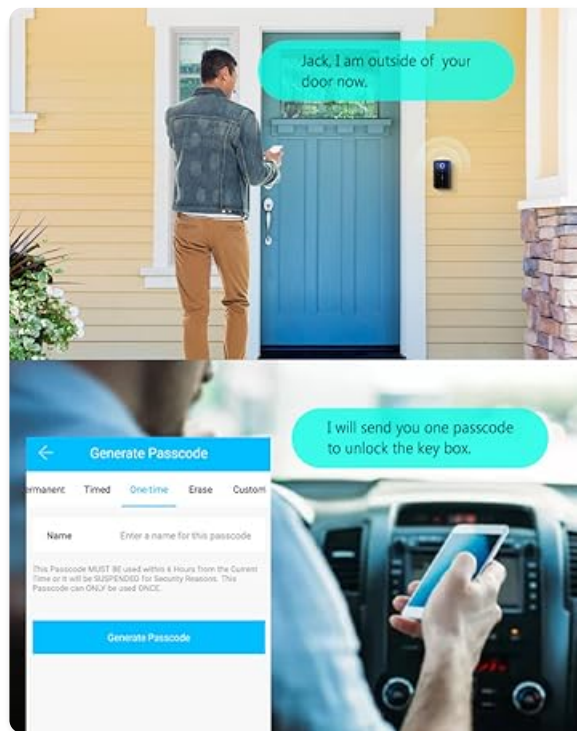 Jack, I am outside of your
door now.
I will send you one passcode
to unlock the key box.
Generate Passcode
ermanent Timed One-time Erase Custom
Name Enter a name for this passcode
This Passcode MUST BE used within 6 Hours from the Current
Time or it will be SUSPENDED for Security Reasons. This
Passcode can ONLY be used ONCE.
Generate Passcode